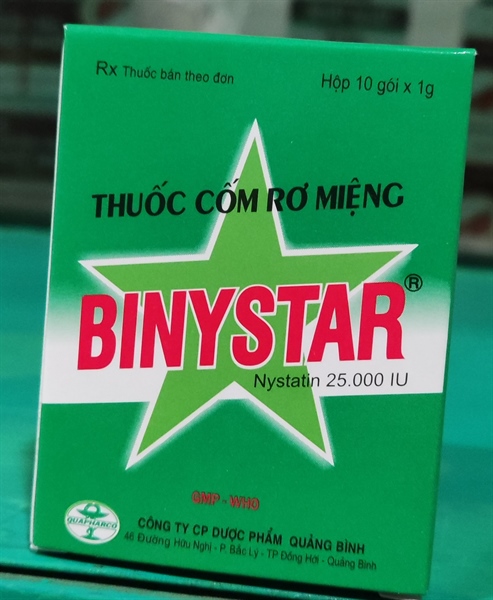 Rx Thuốc bán theo đơn
Hộp 10 gói x 1g
THUỐC CỐM RƠ MIỆNG
BINYSTAR®
Nystatin 25.000 IU
GMP - WHO
QUAPHARCO
CÔNG TY CP DƯỢC PHẨM QUẢNG BÌNH
46 Đường Hữu Nghị - P. Bắc Lý - TP Đồng Hới - Quảng Bình